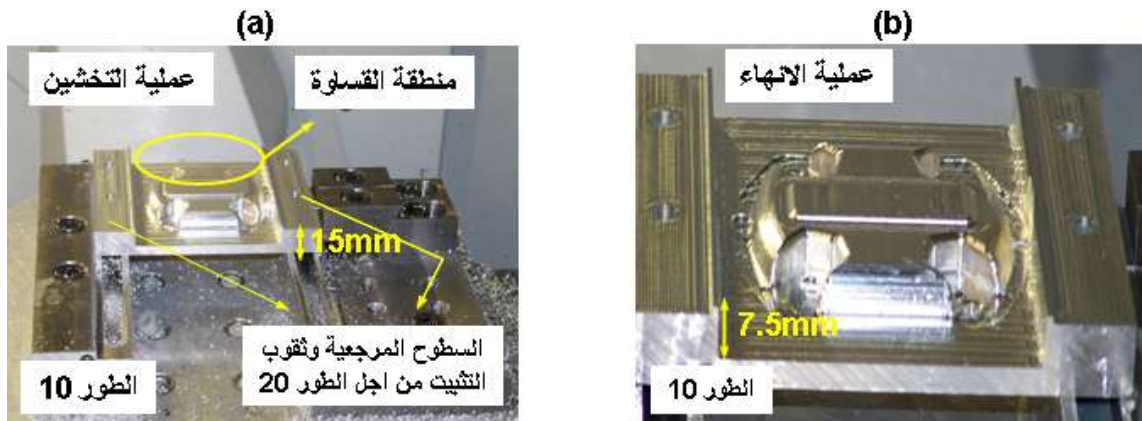 (a)
(b)
عملية التخشين
منطقة القساوة
15mm
السطوح المرجعية وثقوب
التثبيت من اجل الطور 20
الطور 10
عملية الانهاء
7.5mm
الطور 10